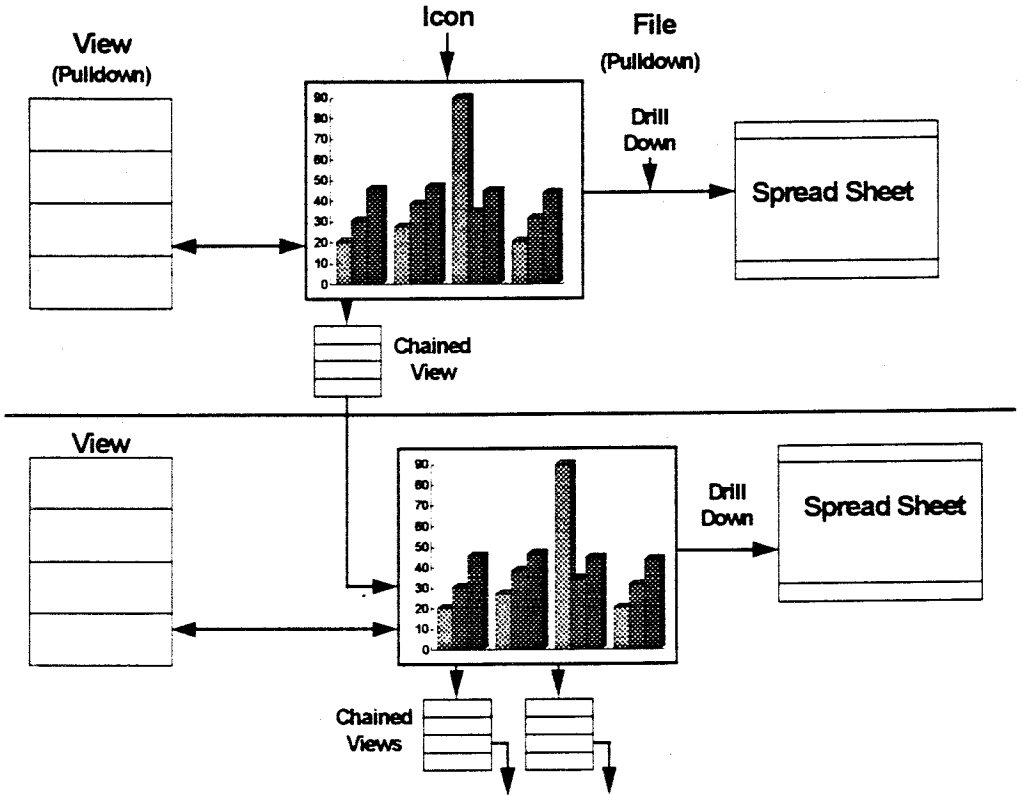 Icon
View
(Pulldown)
File
(Pulldown)
90
80
70
60
50
40
30
20
10
0
Drill
Down
Spread Sheet
Chained
View
View
90
80
70
60
50
40
30
20
10
0
Drill
Down
Spread Sheet
Chained
Views